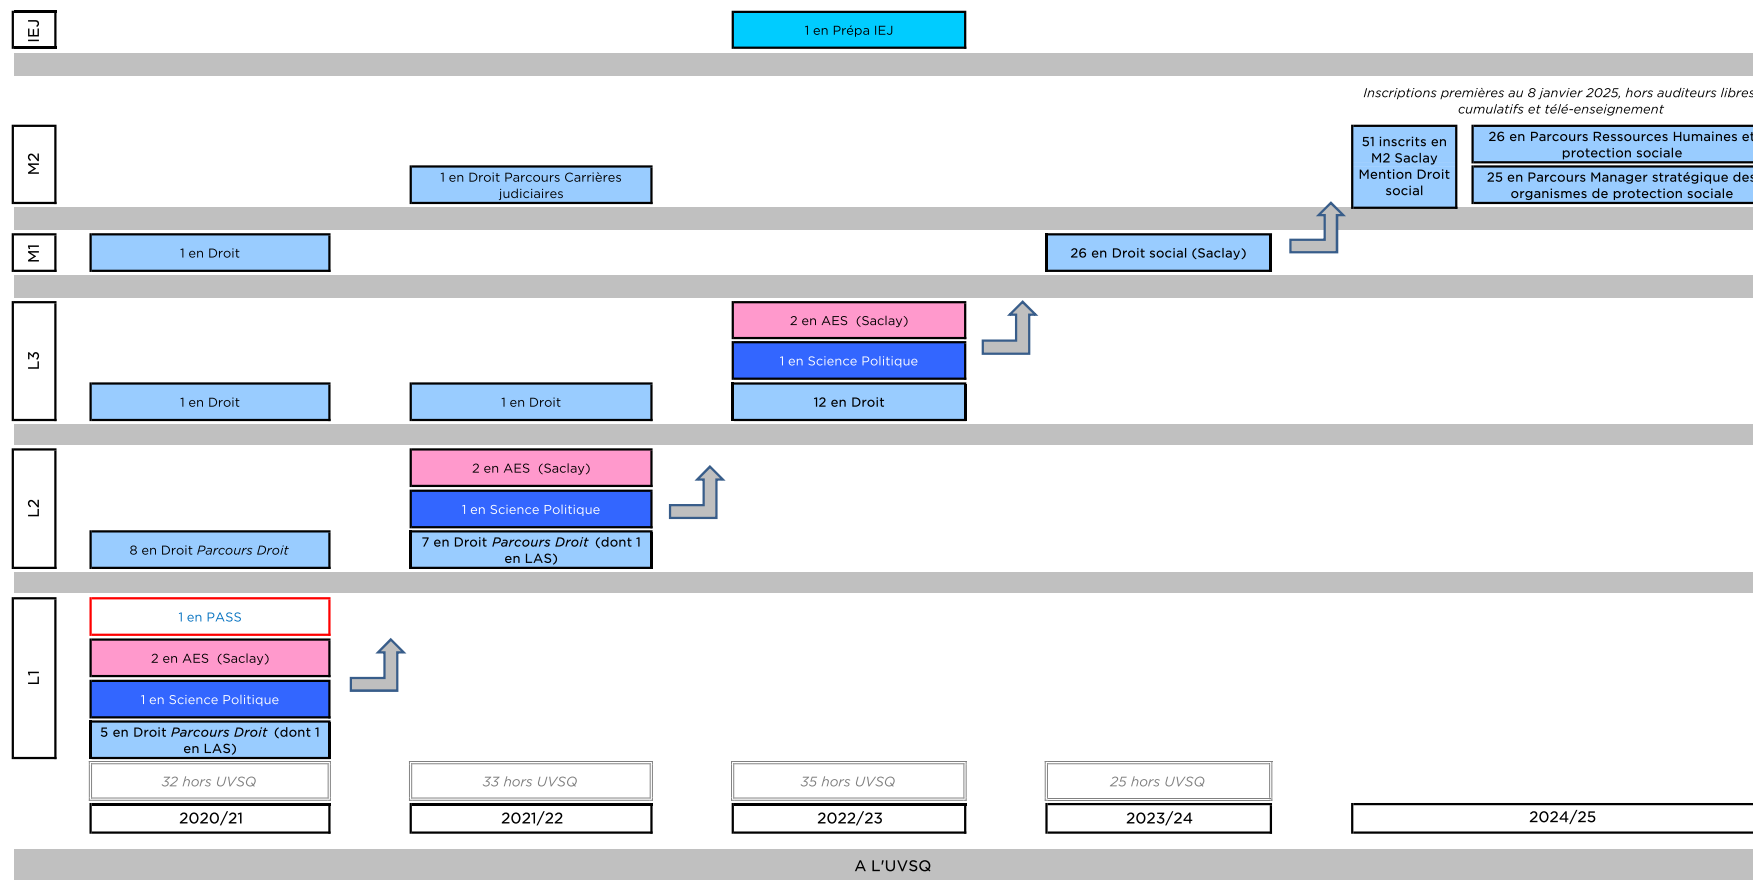 IEJ
1 en Prépa IEJ
Inscriptions premières au 8 janvier 2025, hors auditeurs libres
cumulatifs et télé-enseignement
M2
1 en Droit Parcours Carrières
judiciaires
51 inscrits en
M2 Saclay
Mention Droit
social
26 en Parcours Ressources Humaines et
protection sociale
25 en Parcours Manager stratégique des
organismes de protection sociale
M1
1 en Droit
26 en Droit social (Saclay)
L3
2 en AES (Saclay)
1 en Science Politique
1 en Droit
1 en Droit
12 en Droit
L2
2 en AES (Saclay)
1 en Science Politique
8 en Droit Parcours Droit
7 en Droit Parcours Droit (dont 1
en LAS)
L1
1 en PASS
2 en AES (Saclay)
1 en Science Politique
5 en Droit Parcours Droit (dont 1
en LAS)
32 hors UVSQ
33 hors UVSQ
35 hors UVSQ
25 hors UVSQ
2020/21
2021/22
2022/23
2023/24
2024/25
A L'UVSQ